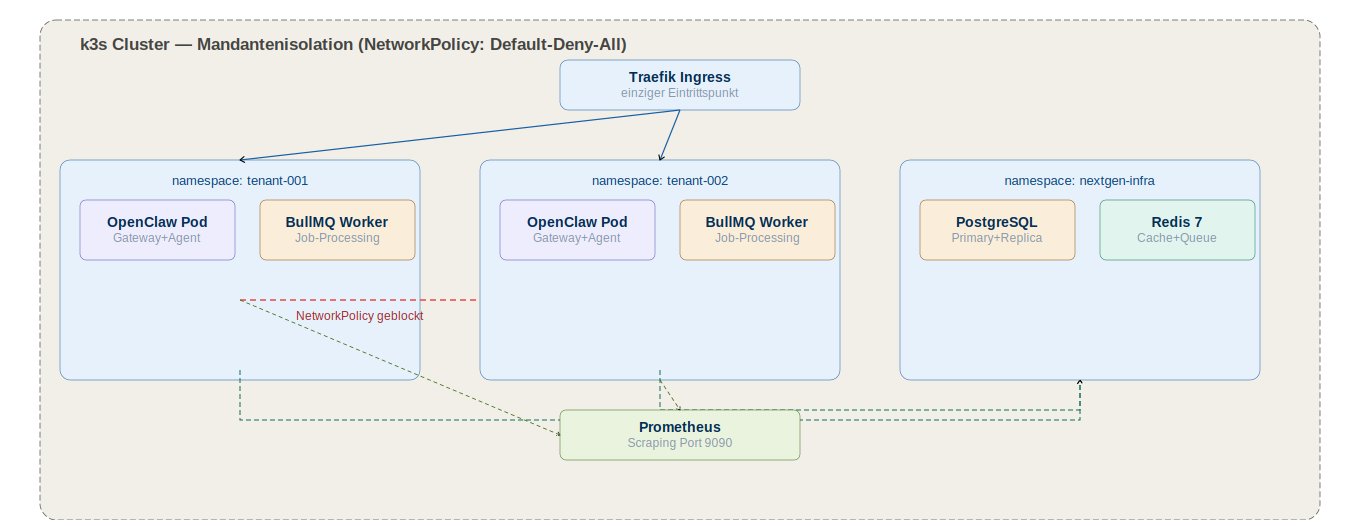 k3s Cluster — Mandantenisolation (NetworkPolicy: Default-Deny-All)
Traefik Ingress
einziger Eintrittspunkt
namespace: tenant-001
OpenClaw Pod
Gateway+Agent
BullMQ Worker
Job-Processing
namespace: tenant-002
OpenClaw Pod
Gateway+Agent
BullMQ Worker
Job-Processing
namespace: nextgen-infra
PostgreSQL
Primary+Replica
Redis 7
Cache+Queue
NetworkPolicy geblockt
Prometheus
Scraping Port 9090